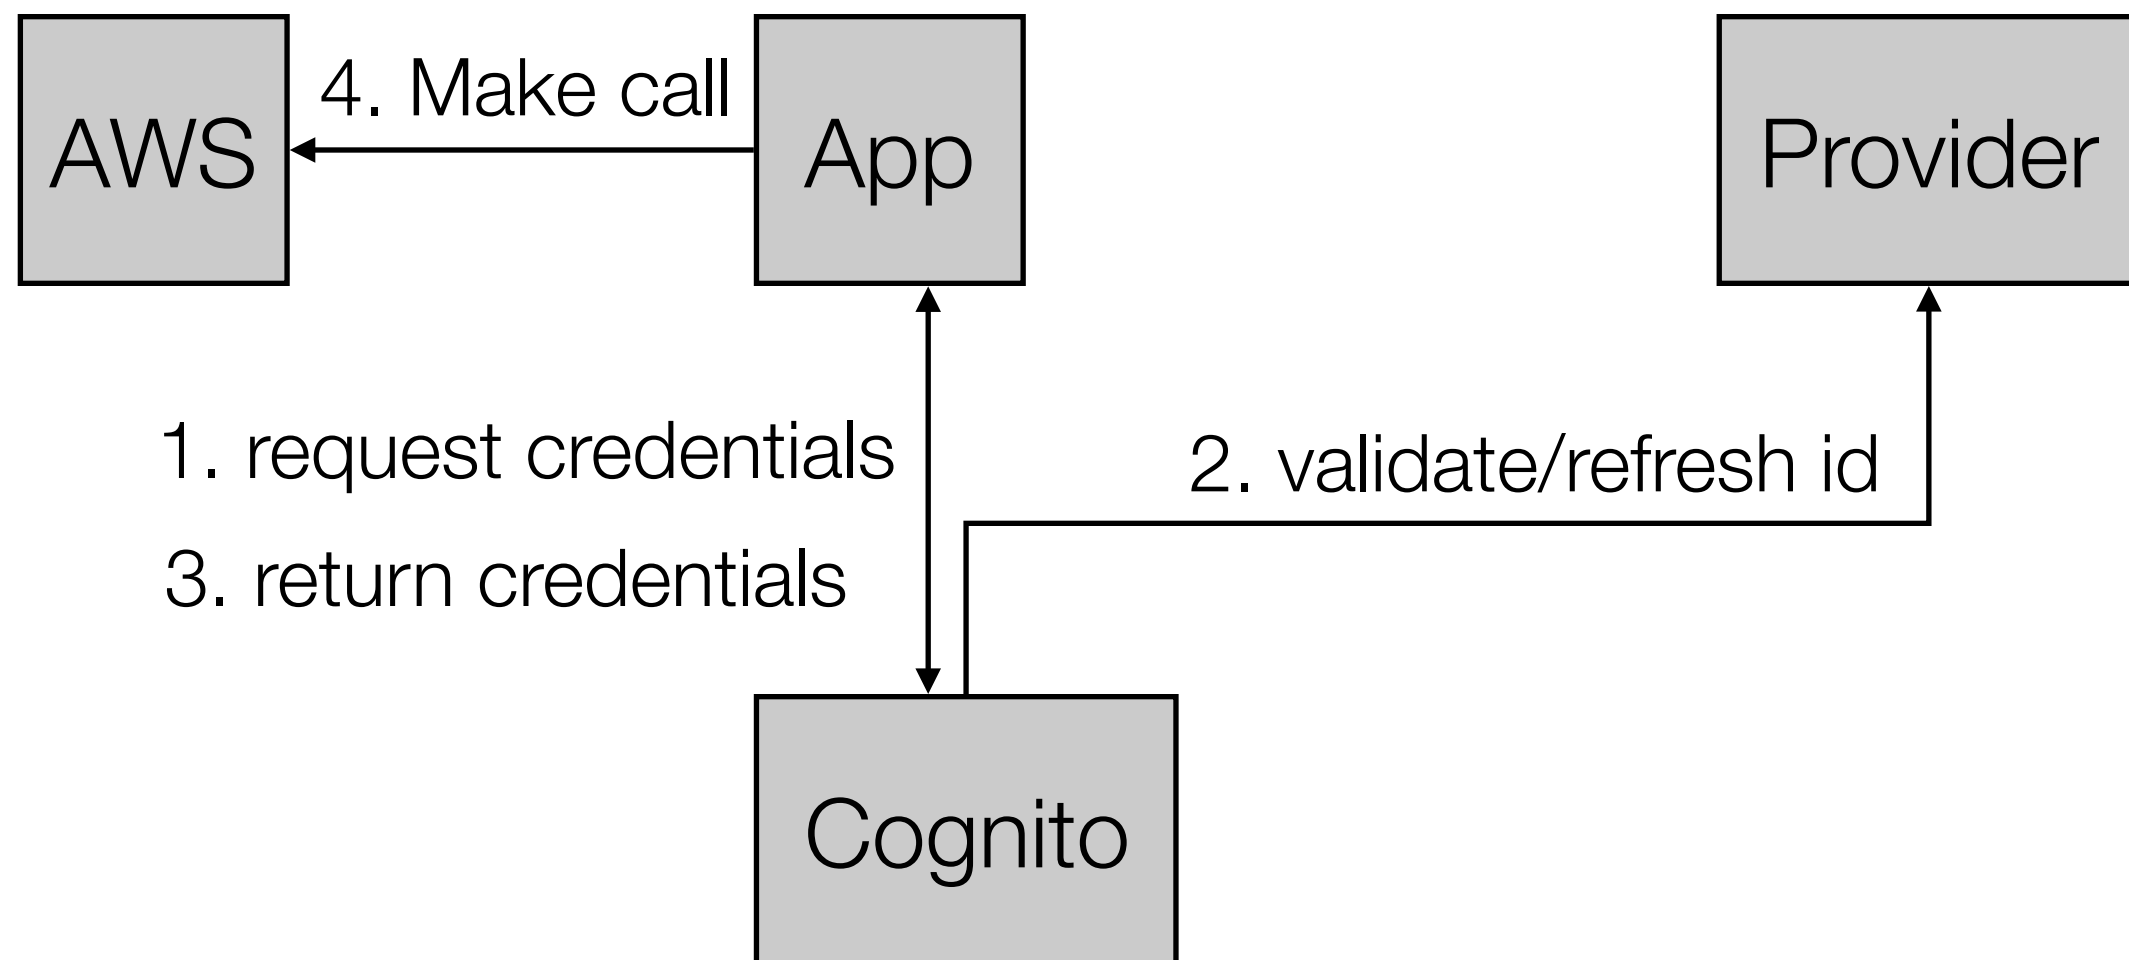 4. Make call
AWS
App
Provider
1. request credentials
2. validate/refresh id
3. return credentials
Cognito